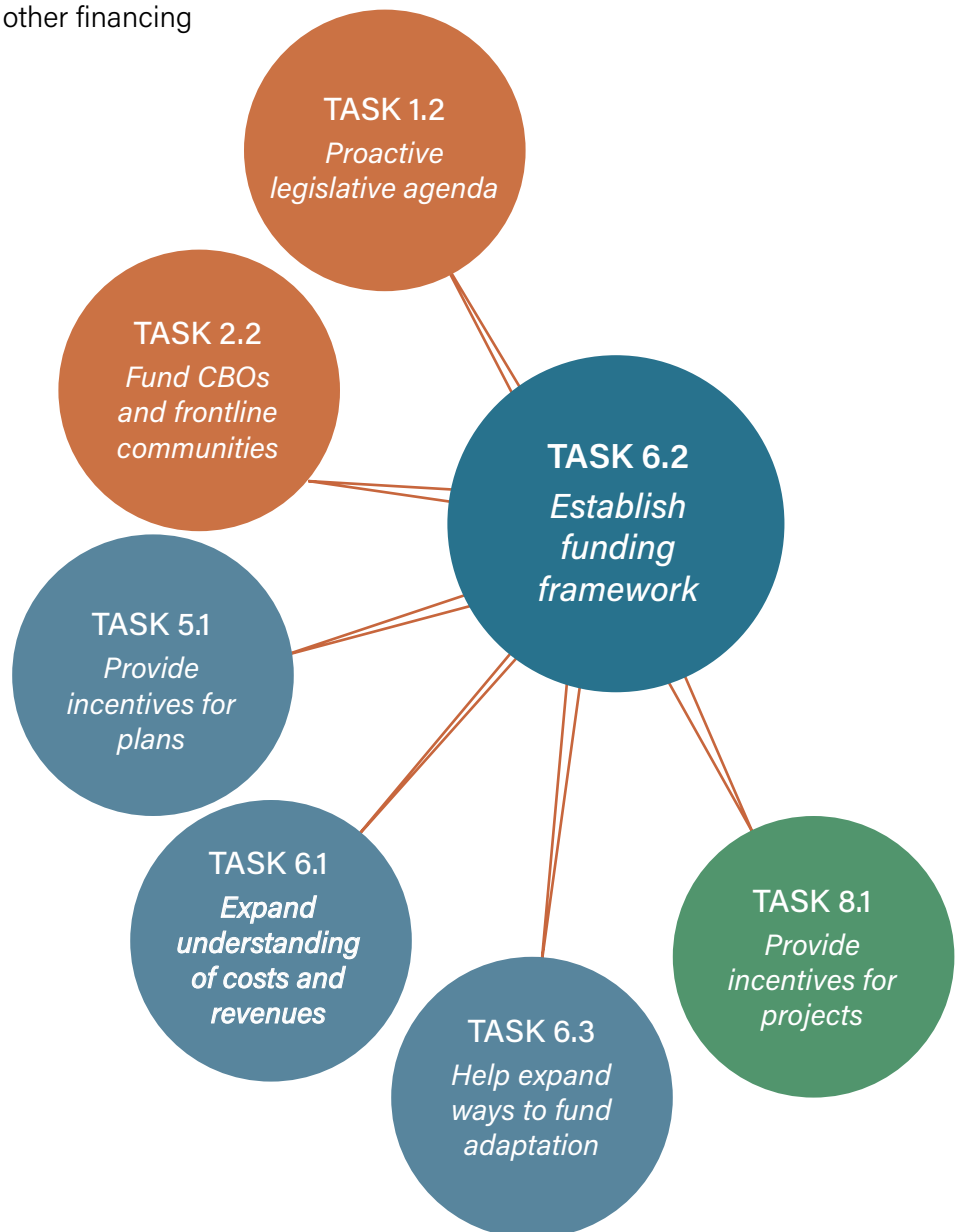 other financing
TASK 1.2
Proactive
legislative agenda
TASK 2.2
Fund CBOs
and frontline
communities
TASK 6.2
Establish
funding
framework
TASK 5.1
Provide
incentives for
plans
TASK 6.1
Expand
understanding
of costs and
revenues
TASK 6.3
Help expand
ways to fund
adaptation
TASK 8.1
Provide
incentives for
projects